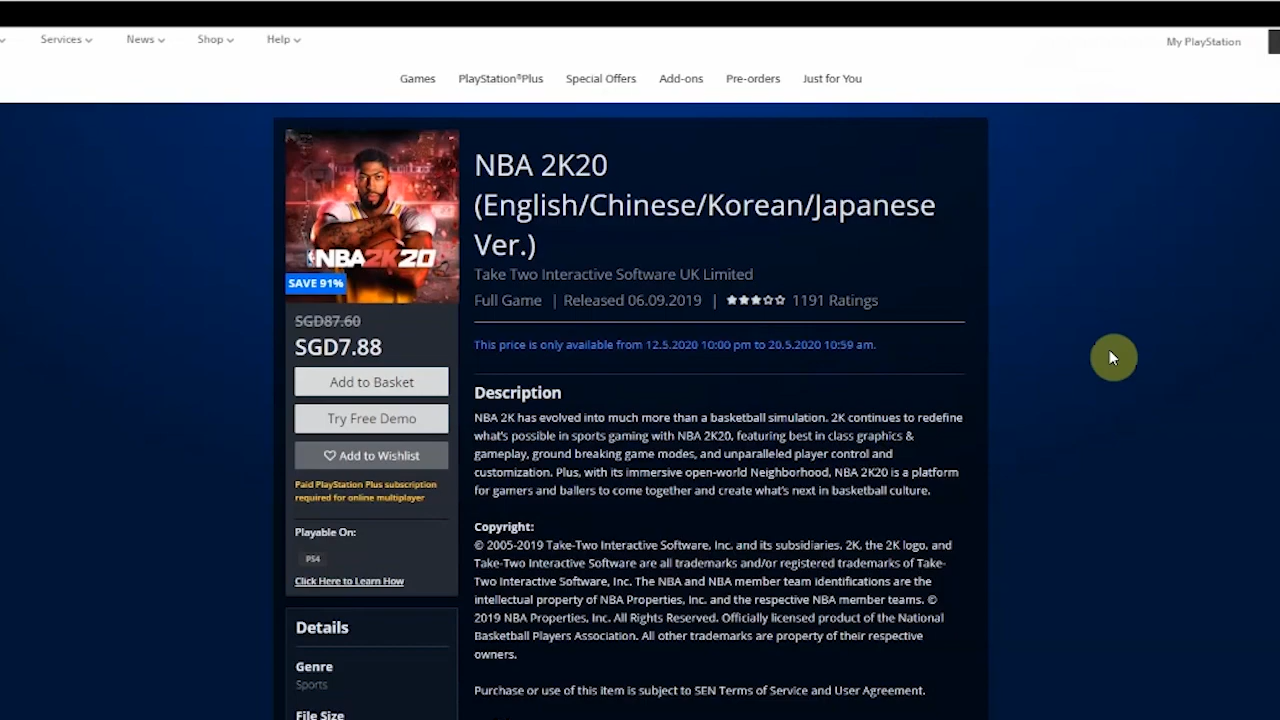 Services
News
Shop
Help
My PlayStation
Games
PlayStation®Plus
Special Offers
Add-ons
Pre-orders
Just for You
NBA 2K20
SAVE 91%
SGD87.60
SGD7.88
Add to Basket
Try Free Demo
Add to Wishlist
Paid PlayStation Plus subscription
required for online multiplayer
Playable On:
PS4
Click Here to Learn How
Details
Genre
Sports
File Size
NBA 2K20
(English/Chinese/Korean/Japanese
Ver.)
Take Two Interactive Software UK Limited
Full Game | Released 06.09.2019 | ★★★☆☆ 1191 Ratings
This price is only available from 12.5.2020 10:00 pm to 20.5.2020 10:59 am.
Description
NBA 2K has evolved into much more than a basketball simulation. 2K continues to redefine
what's possible in sports gaming with NBA 2K20, featuring best in class graphics &
gameplay, ground breaking game modes, and unparalleled player control and
customization. Plus, with its immersive open-world Neighborhood, NBA 2K20 is a platform
for gamers and ballers to come together and create what's next in basketball culture.
Copyright:
© 2005-2019 Take-Two Interactive Software, Inc. and its subsidiaries. 2K, the 2K logo, and
Take-Two Interactive Software are all trademarks and/or registered trademarks of Take-
Two Interactive Software, Inc. The NBA and NBA member team identifications are the
intellectual property of NBA Properties, Inc. and the respective NBA member teams. ©
2019 NBA Properties, Inc. All Rights Reserved. Officially licensed product of the National
Basketball Players Association. All other trademarks are property of their respective
owners.
Purchase or use of this item is subject to SEN Terms of Service and User Agreement.